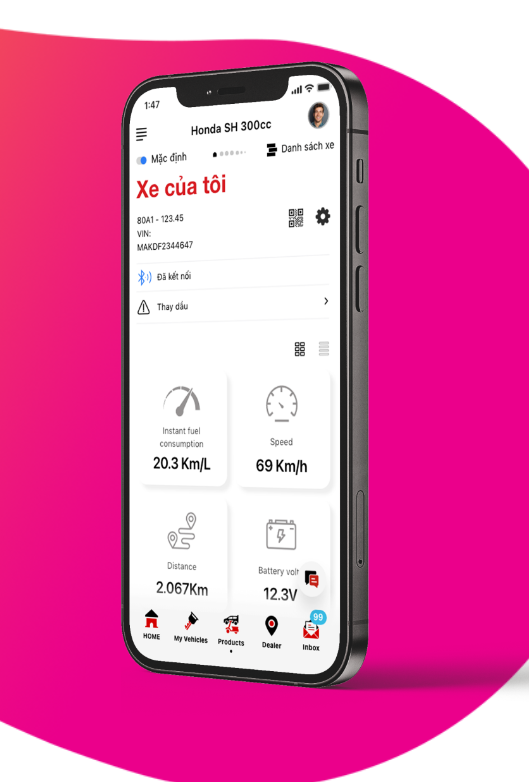 1:47
Honda SH 300cc
Mặc định
Danh sách xe
Xe của tôi
80A1 - 123.45
VIN:
MAKDF2344647
Đã kết nối
Thay dầu
Instant fuel
consumption
20.3 Km/L
Speed
69 Km/h
Distance
2.067Km
Battery volt
12.3V
99
HOME
My Vehicles
Products
Dealer
Inbox